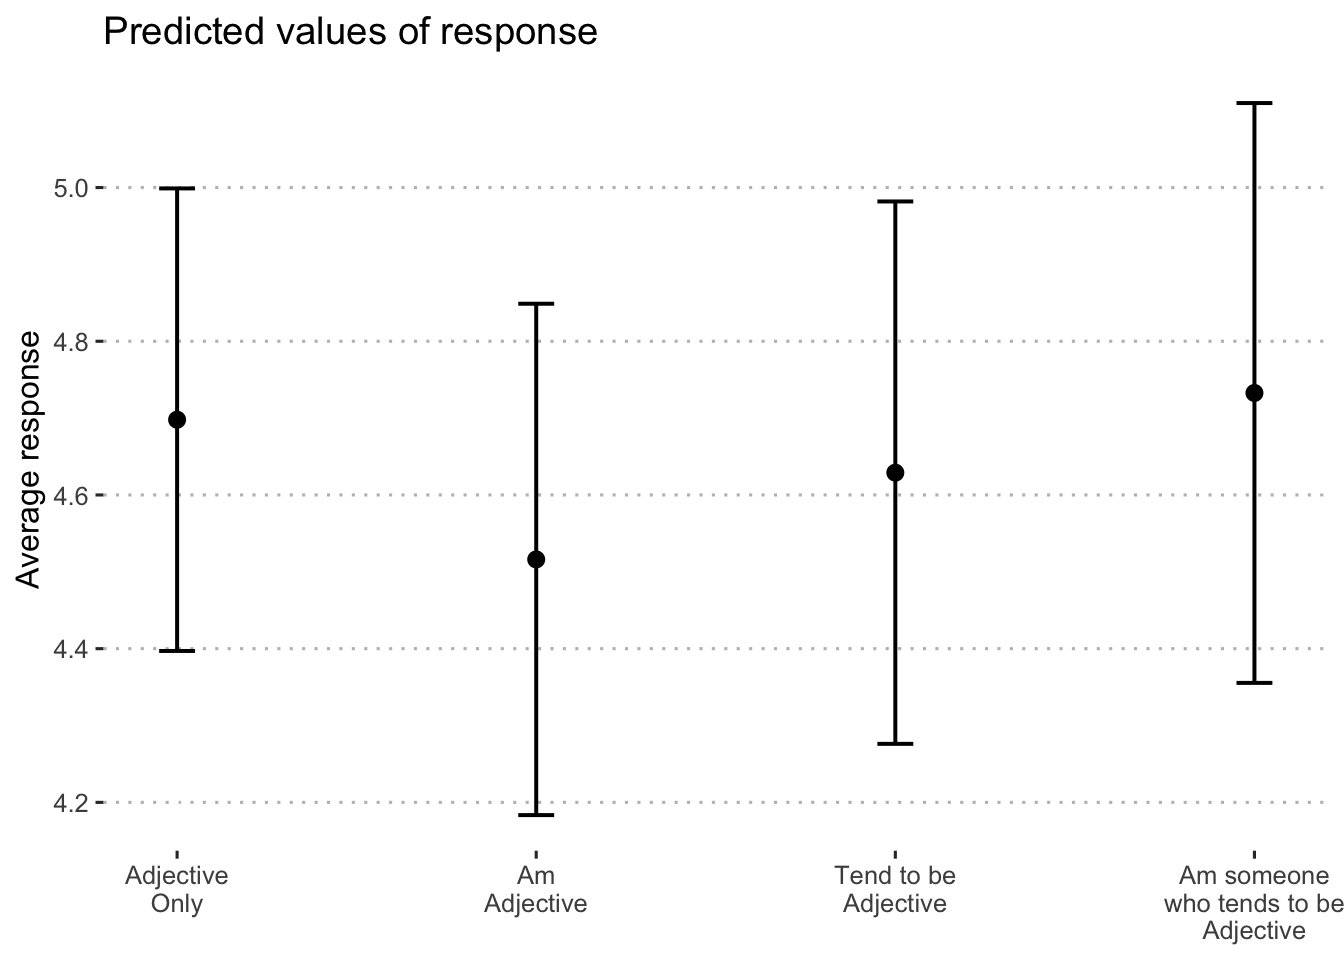 Predicted values of response
Average response
5.0
4.8
4.6
4.4
4.2
Adjective
Only
Am
Adjective
Tend to be
Adjective
Am someone
who tends to be
Adjective